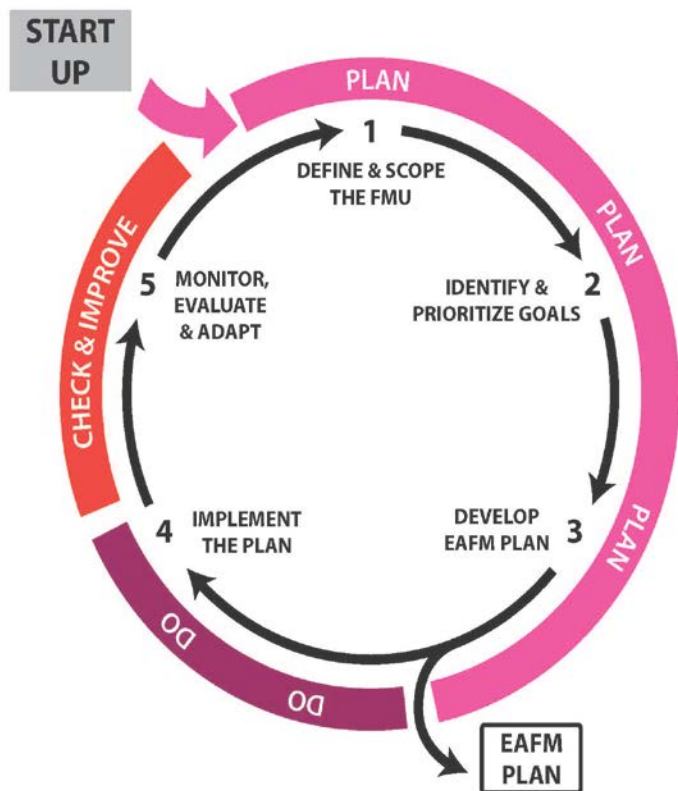 START
UP
PLAN
1
DEFINE & SCOPE
THE FMU
PLAN
2
IDENTIFY &
PRIORITIZE GOALS
PLAN
3
DEVELOP
EAFM PLAN
EAFM
PLAN
DO
DO
4
IMPLEMENT
THE PLAN
CHECK & IMPROVE
5
MONITOR,
EVALUATE
& ADAPT